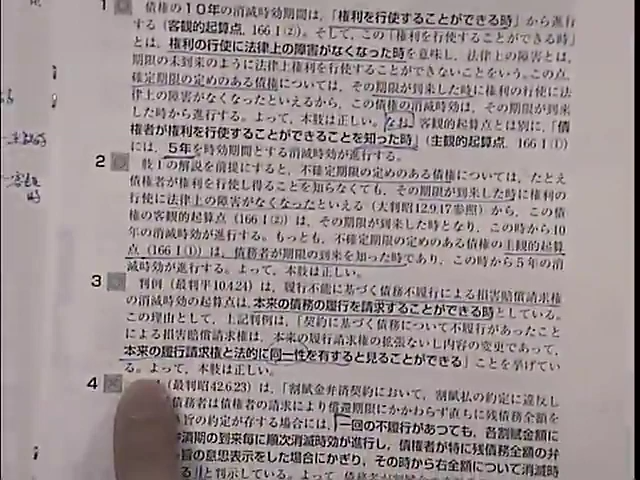 1
債権の１０年の消滅時効期間は、「権利を行使することができる時」から進行
する（客観的起算点、166Ⅰ②）。そして、この「権利を行使することができる時」
とは、権利の行使に法律上の障害がなくなった時を意味し、法律上の障害とは、
期限の未到来のように法律上権利を行使することができないことをいう。この点、
確定期限の定めのある債権については、その期限が到来した時に権利の行使に法
律上の障害がなくなったといえるから、この債権の消滅時効は、その期限が到来
した時から進行する。よって、本肢は正しい。なお、客観的起算点とは別に、「債
権者が権利を行使することができることを知った時」（主観的起算点、166Ⅰ①）
には、５年を時効期間とする消滅時効が進行する。
2
肢１の解説を前提にすると、不確定期限の定めのある債権については、たとえ
債権者が権利を行使し得ることを知らなくても、その期限が到来した時に権利の
行使に法律上の障害がなくなったといえる（大判昭12.9.17参照）から、この債
権の客観的起算点（166Ⅰ②）は、その期限が到来した時となり、この時から10
年の消滅時効が進行する。もっとも、不確定期限の定めのある債権の主観的起算
点（166Ⅰ①）は、債務者が期限の到来を知った時であり、この時から５年の消
滅時効が進行する。よって、本肢は正しい。
3
判例（最判平10.4.24）は、履行不能に基づく債務不履行による損害賠償請求権
の消滅時効の起算点は、本来の債務の履行を請求することができる時としている。
この理由として、上記判例は、「契約に基づく債務について不履行があったこと
による損害賠償請求権は、本来の履行請求権の拡張ないし内容の変更であって、
本来の履行請求権と法的に同一性を有すると見ることができる」ことを挙げてい
る。よって、本肢は正しい。
4
（最判昭42.6.23）は、「割賦金弁済契約において、割賦払の約定に違反し
債務者は債権者の請求により償還期限にかかわらず直ちに残債務全額を
旨の約定が存する場合には、一回の不履行があつても、各割賦金額に
済期の到来毎に順次消滅時効が進行し、債権者が特に残債務全額の弁
旨の意思表示をした場合にかぎり、その時から右全額について消滅時
る」と判示している。よって、